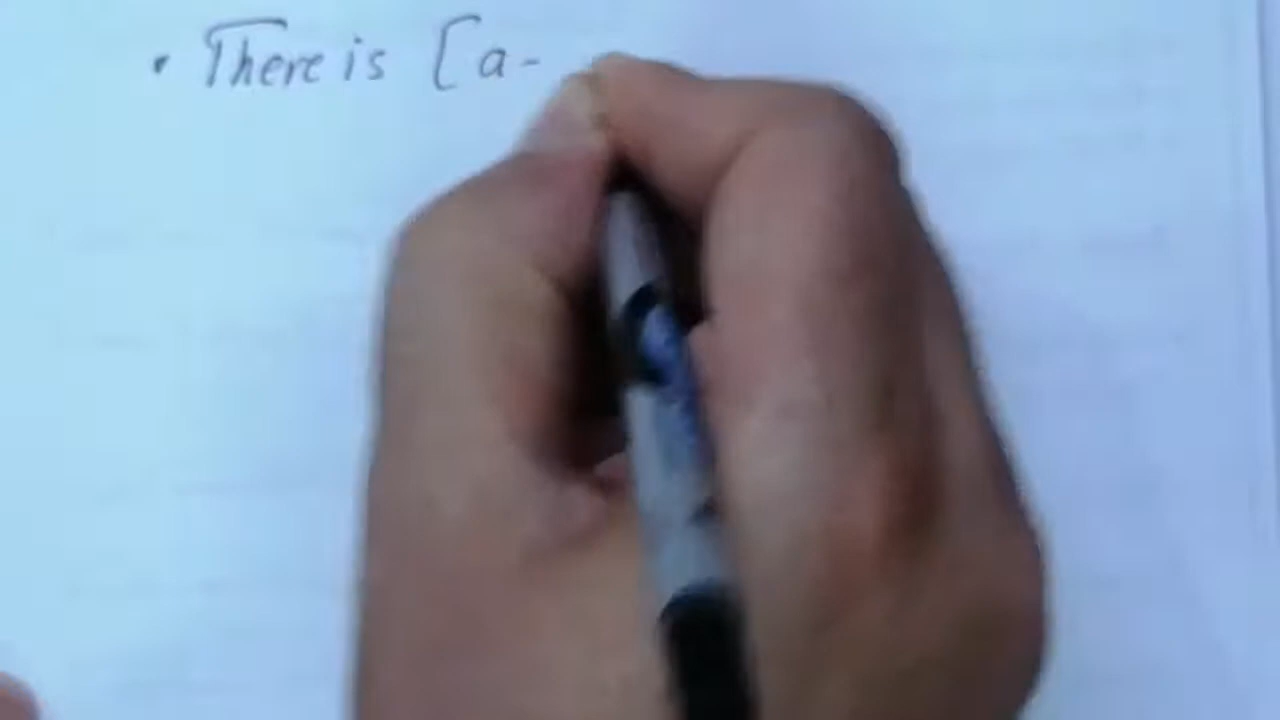 • There is [a-